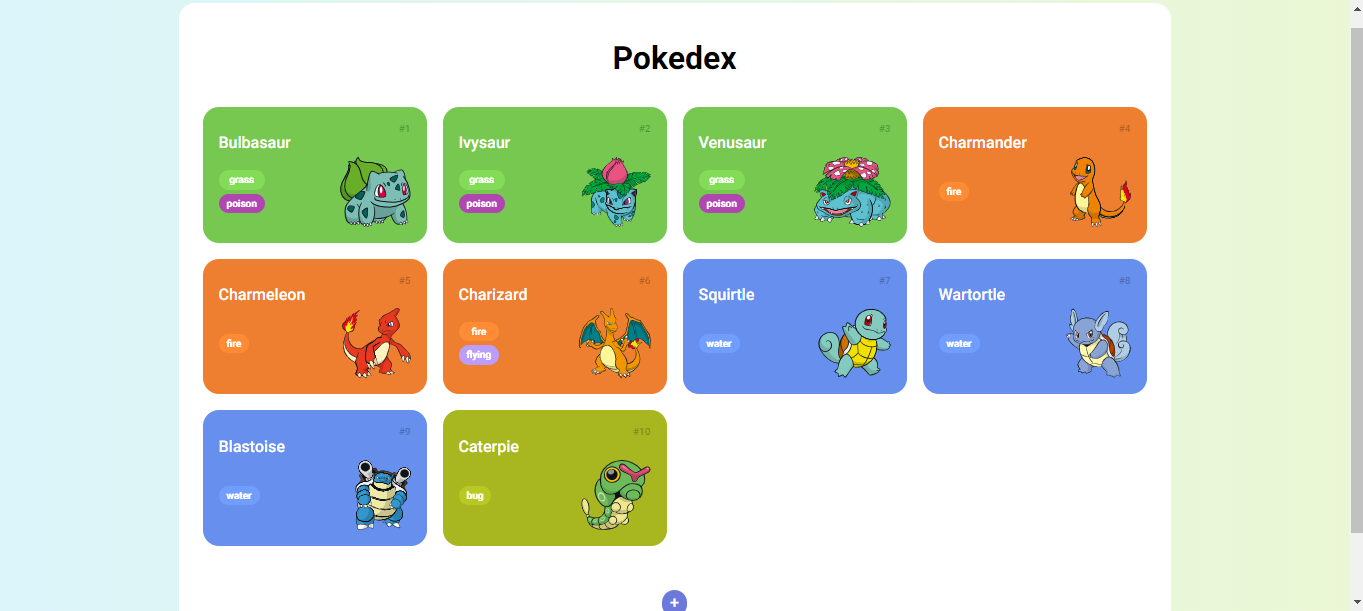 Pokedex
#1
Bulbasaur
grass
poison
#2
Ivysaur
grass
poison
#3
Venusaur
grass
poison
#4
Charmander
fire
#5
Charmeleon
fire
#6
Charizard
fire
flying
#7
Squirtle
water
#8
Wartortle
water
#9
Blastoise
water
#10
Caterpie
bug
+